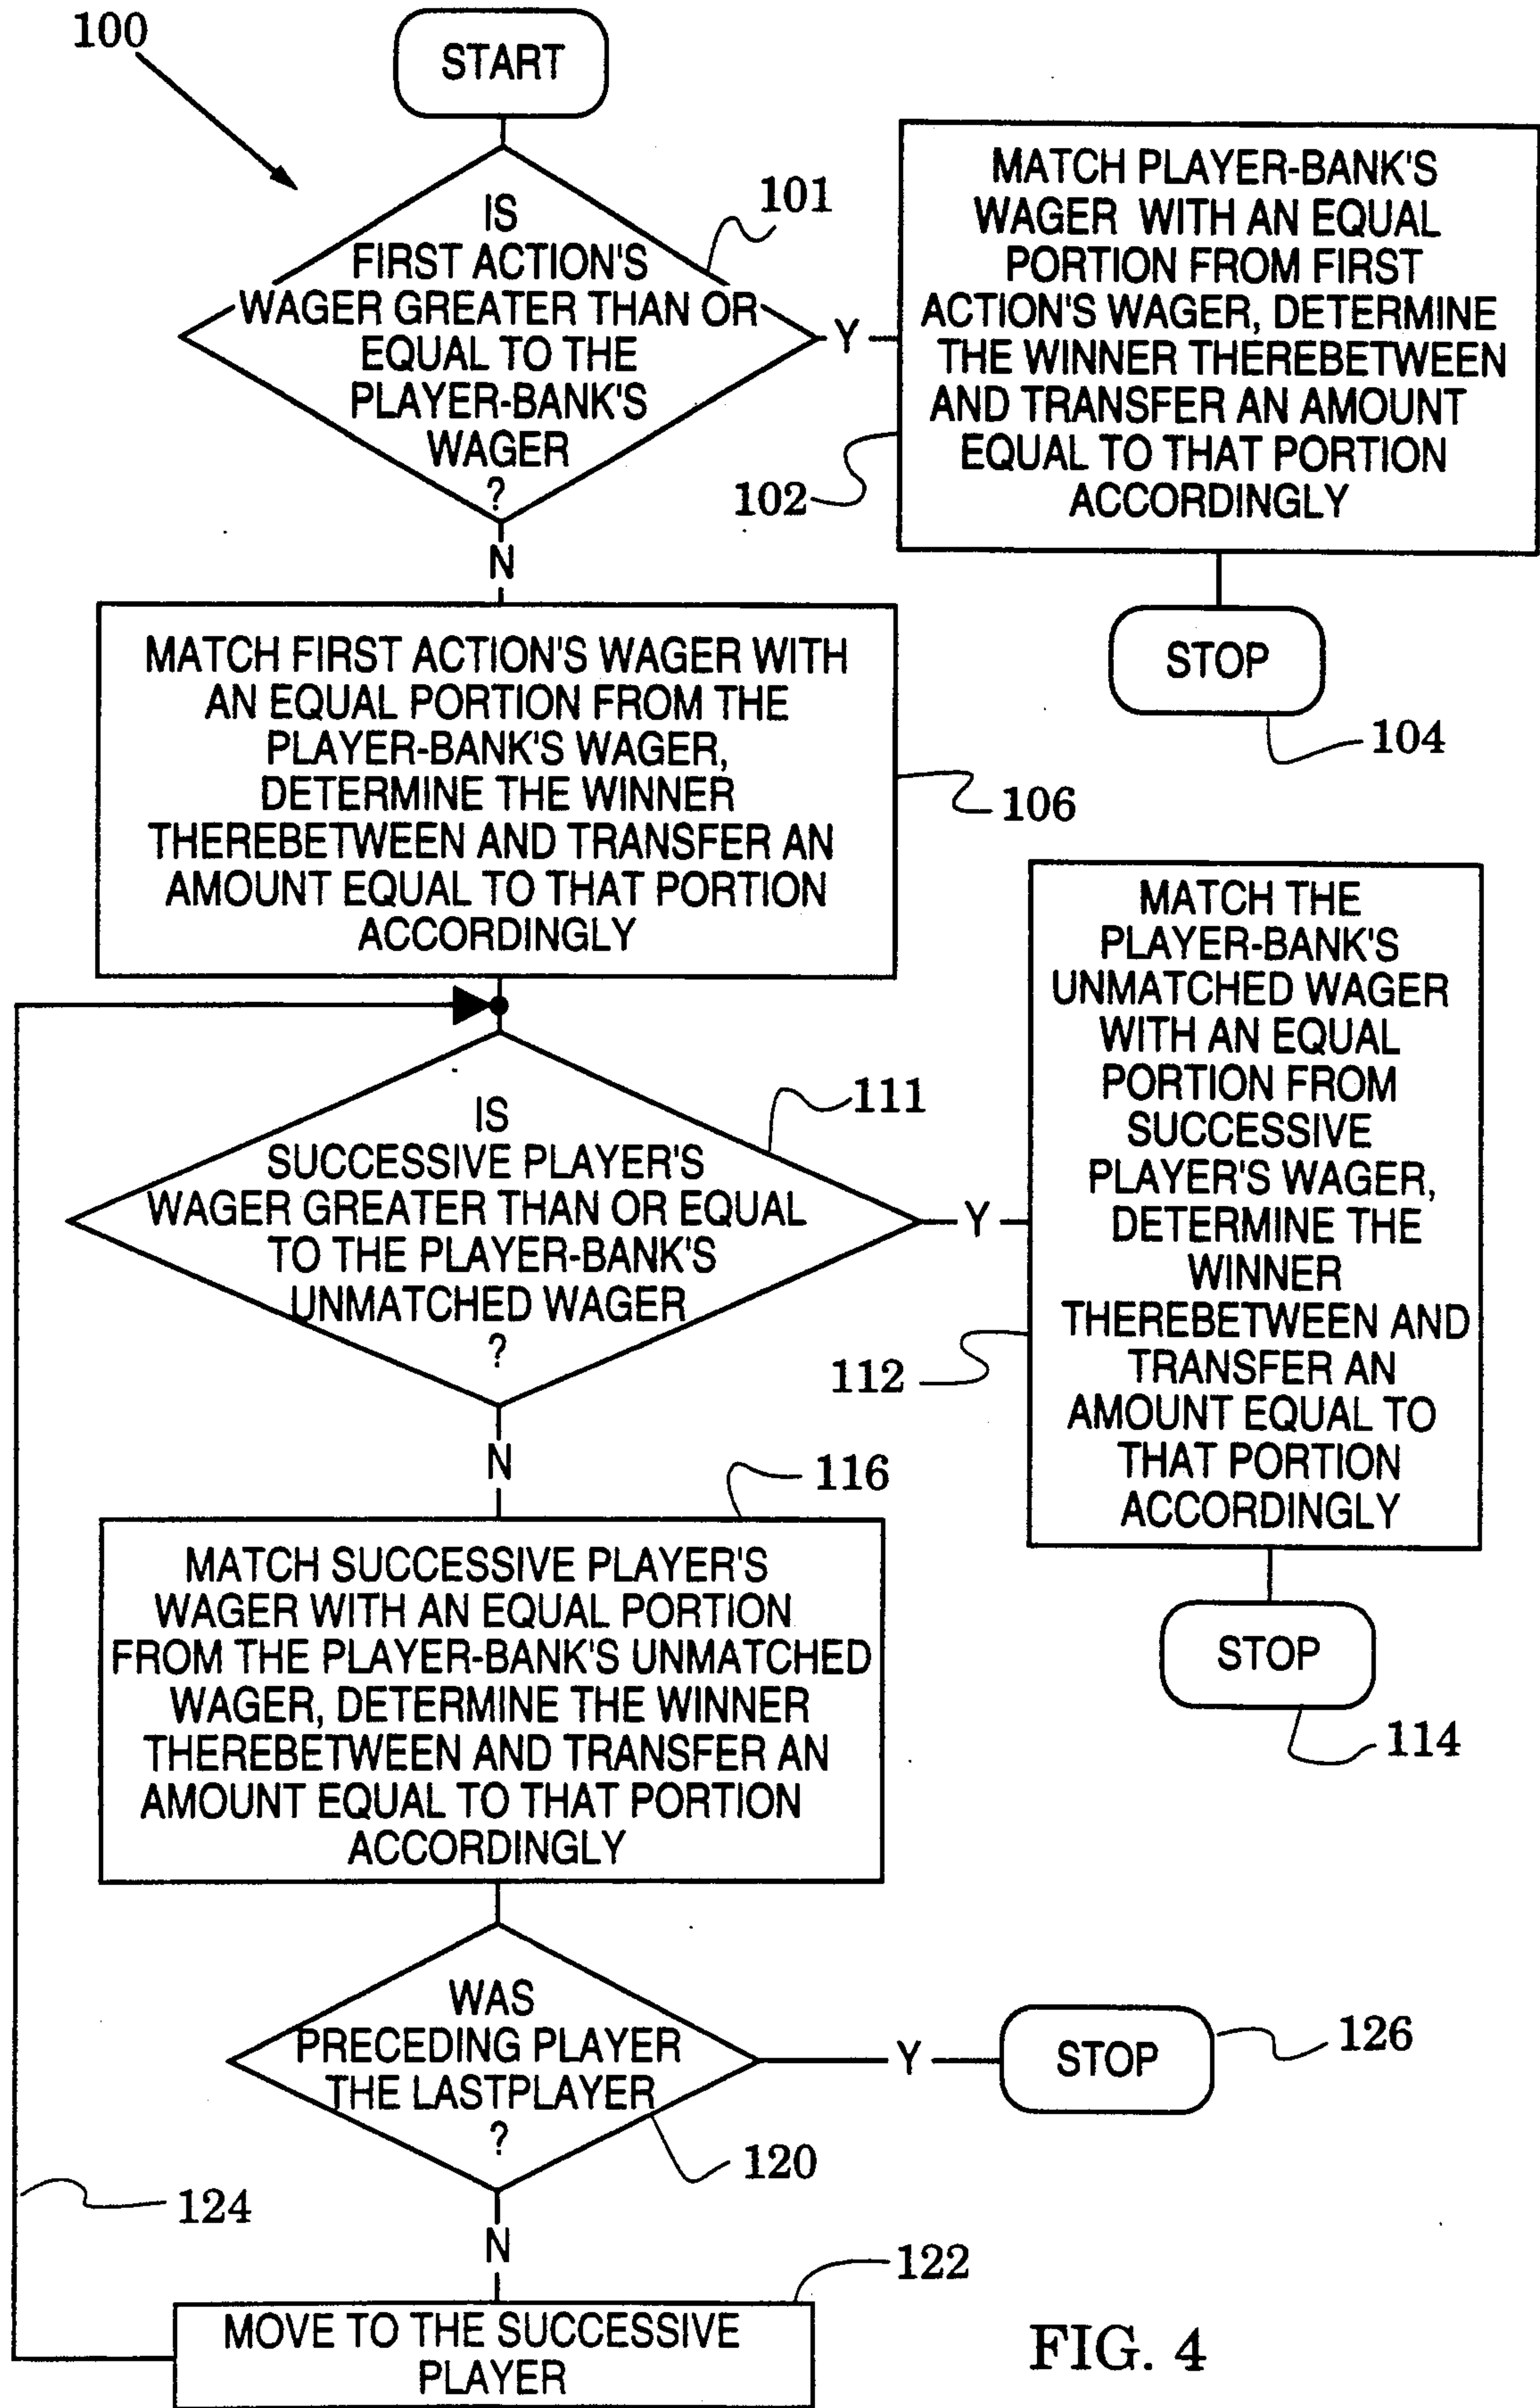 100
START
IS
FIRST ACTION'S
WAGER GREATER THAN OR
EQUAL TO THE
PLAYER-BANK'S
WAGER
?
101
Y
MATCH PLAYER-BANK'S
WAGER WITH AN EQUAL
PORTION FROM FIRST
ACTION'S WAGER, DETERMINE
THE WINNER THEREBETWEEN
AND TRANSFER AN AMOUNT
EQUAL TO THAT PORTION
ACCORDINGLY
102
STOP
104
N
MATCH FIRST ACTION'S WAGER WITH
AN EQUAL PORTION FROM THE
PLAYER-BANK'S WAGER,
DETERMINE THE WINNER
THEREBETWEEN AND TRANSFER AN
AMOUNT EQUAL TO THAT PORTION
ACCORDINGLY
106
IS
SUCCESSIVE PLAYER'S
WAGER GREATER THAN OR EQUAL
TO THE PLAYER-BANK'S
UNMATCHED WAGER
?
111
Y
MATCH THE
PLAYER-BANK'S
UNMATCHED WAGER
WITH AN EQUAL
PORTION FROM
SUCCESSIVE
PLAYER'S WAGER,
DETERMINE THE
WINNER
THEREBETWEEN AND
TRANSFER AN
AMOUNT EQUAL TO
THAT PORTION
ACCORDINGLY
112
STOP
114
N
116
MATCH SUCCESSIVE PLAYER'S
WAGER WITH AN EQUAL PORTION
FROM THE PLAYER-BANK'S UNMATCHED
WAGER, DETERMINE THE WINNER
THEREBETWEEN AND TRANSFER AN
AMOUNT EQUAL TO THAT PORTION
ACCORDINGLY
WAS
PRECEDING PLAYER
THE LASTPLAYER
?
120
Y
STOP
126
N
124
122
MOVE TO THE SUCCESSIVE
PLAYER
FIG. 4